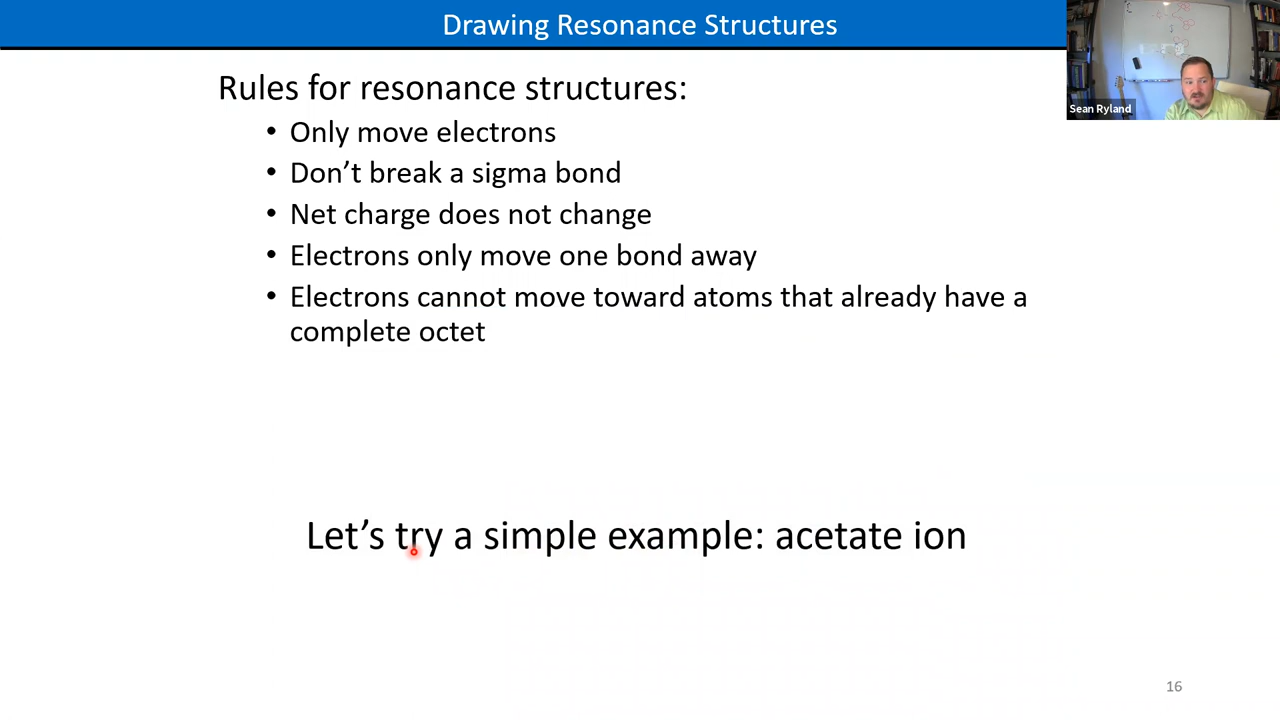 Drawing Resonance Structures
Sean Ryland
Rules for resonance structures:
• Only move electrons
• Don’t break a sigma bond
• Net charge does not change
• Electrons only move one bond away
• Electrons cannot move toward atoms that already have a
complete octet
Let’s try a simple example: acetate ion
16